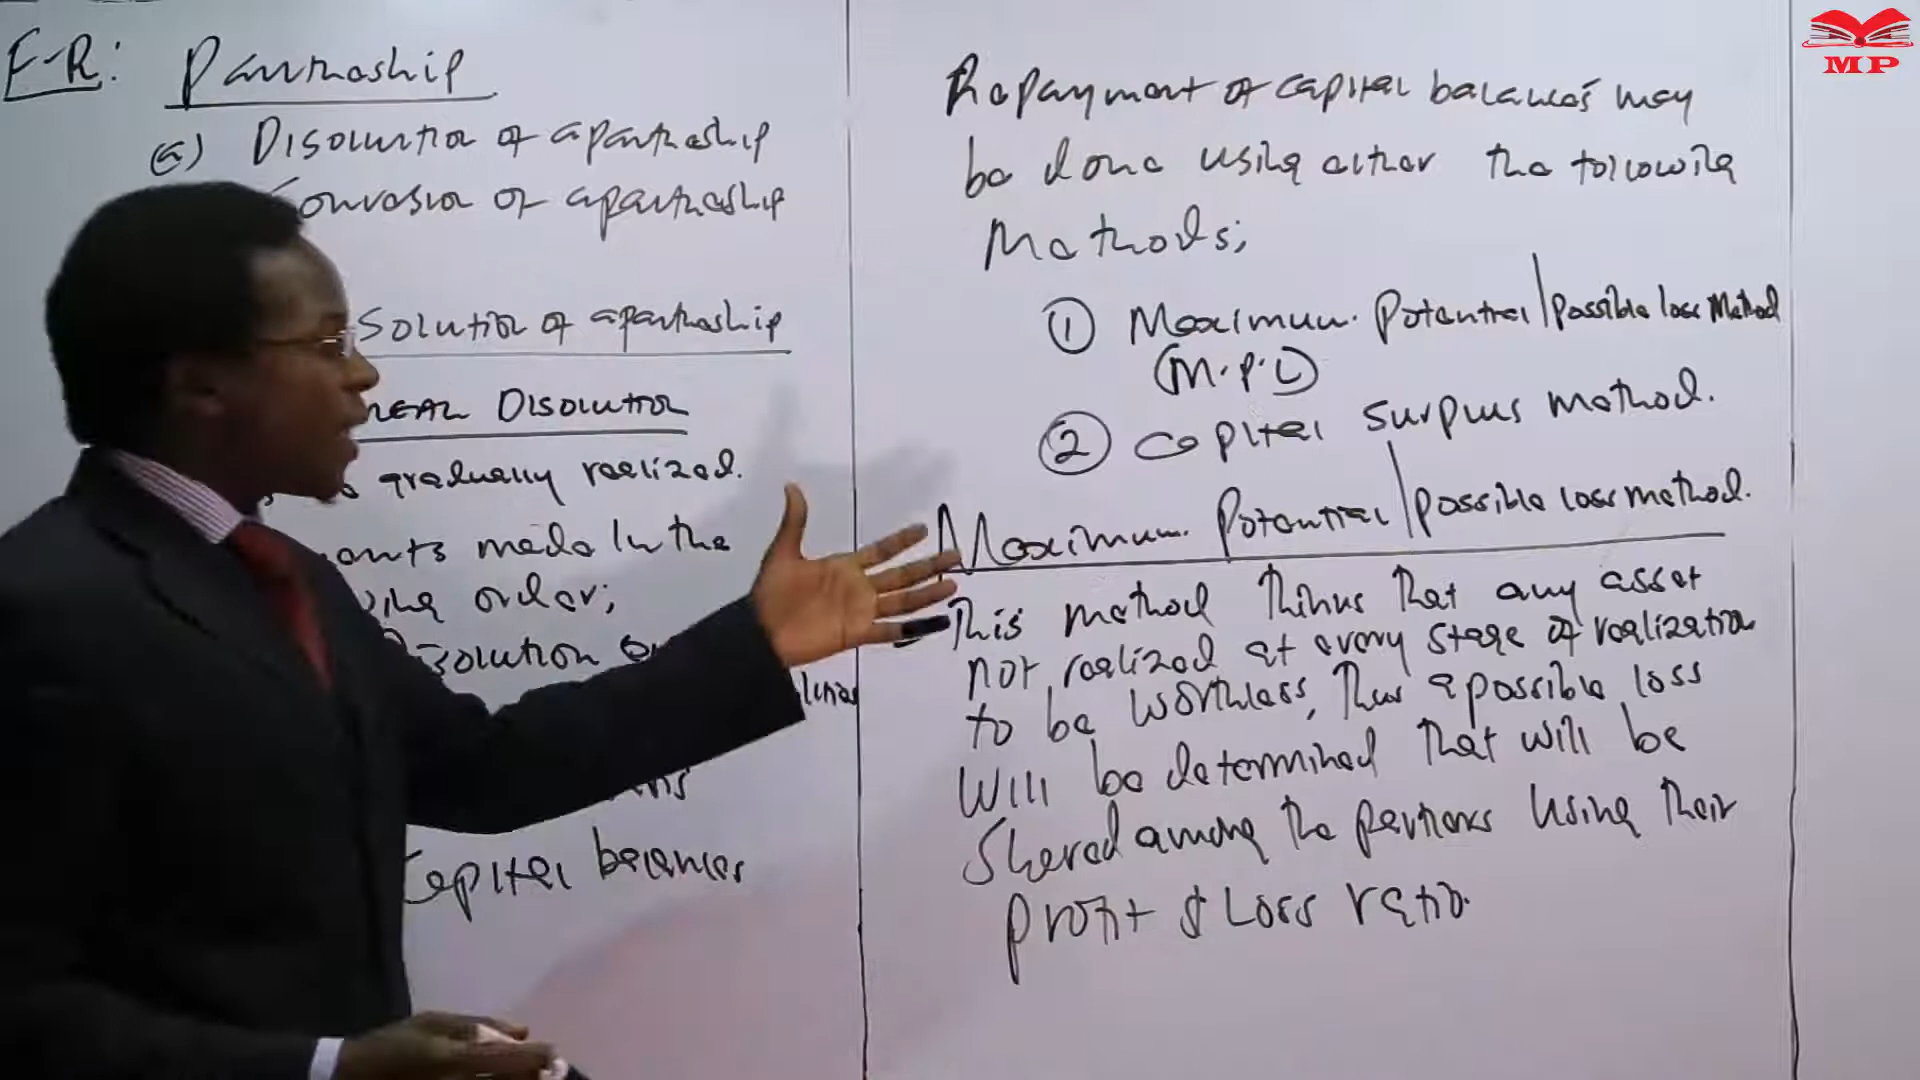 F-R: Partnership
(a) Disolution of a partnership
Conversion of a partnership
Solution of a partnership
MEAL DISOLUTION
gradually realized.
made in the
order;
solution
Capital balances
MP
Repayment of capital balances may
be done using either the following
Methods;
① Maximum. Potential/possible loss Method
(M.P.L)
② Capital surplus method.
Maximum. Potential/possible loss method.
This method thinks that any asset
not realized at every stage of realization
to be worthless, thus a possible loss
will be determined that will be
Shared among the partners using their
profit & Loss ratio.